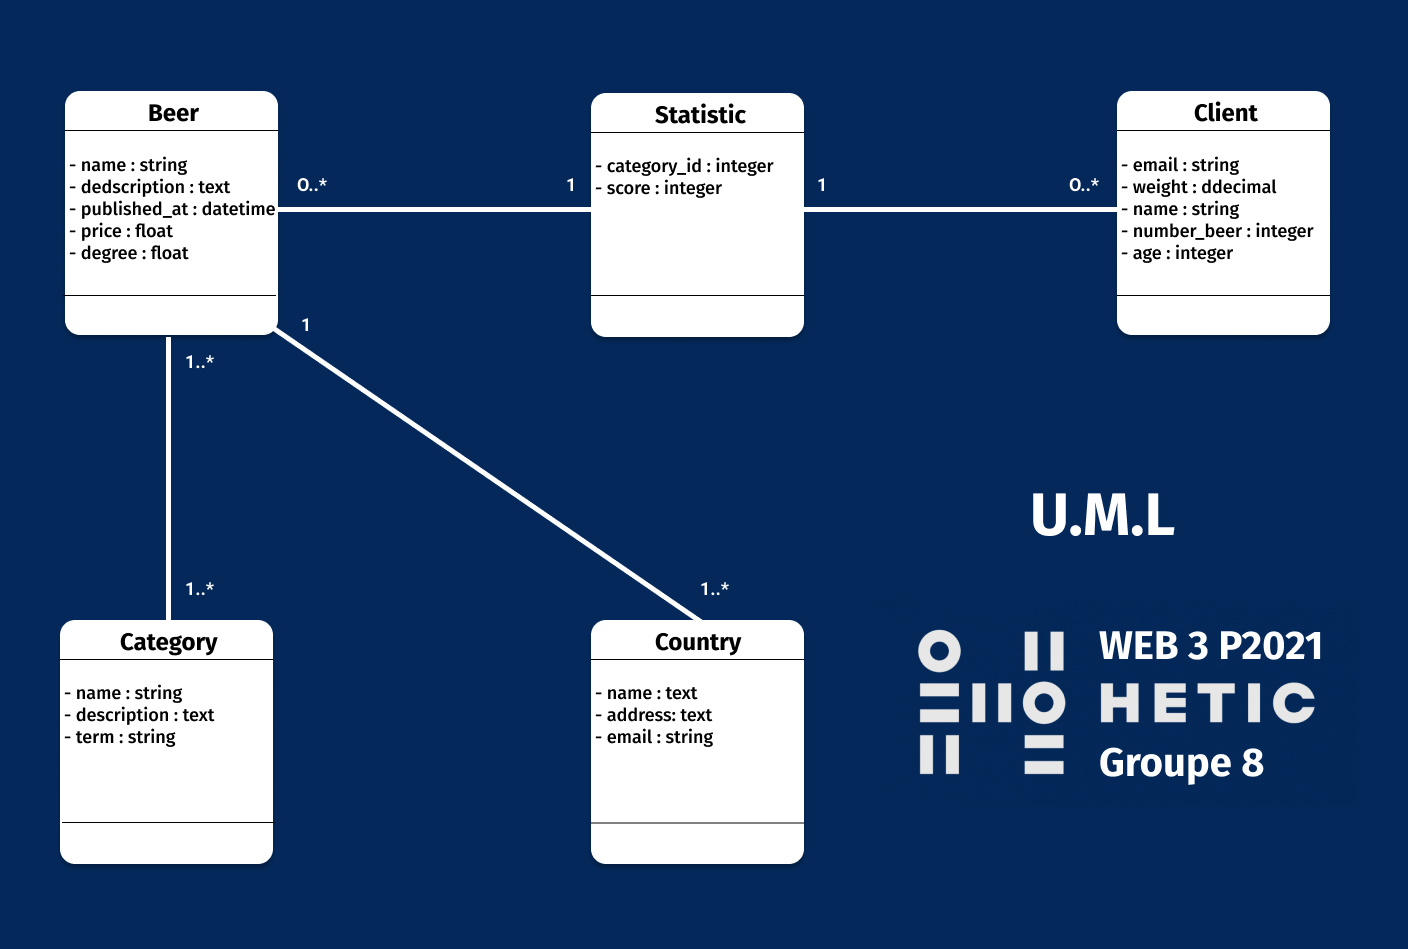 Beer
- name : string
- dedscription : text
- published_at : datetime
- price : float
- degree : float
0..*
1
Statistic
- category_id : integer
- score : integer
1
0..*
Client
- email : string
- weight : ddecimal
- name : string
- number_beer : integer
- age : integer
1
1..*
1..*
1..*
Category
- name : string
- description : text
- term : string
Country
- name : text
- address: text
- email : string
U.M.L
WEB 3 P2021
HETIC
Groupe 8